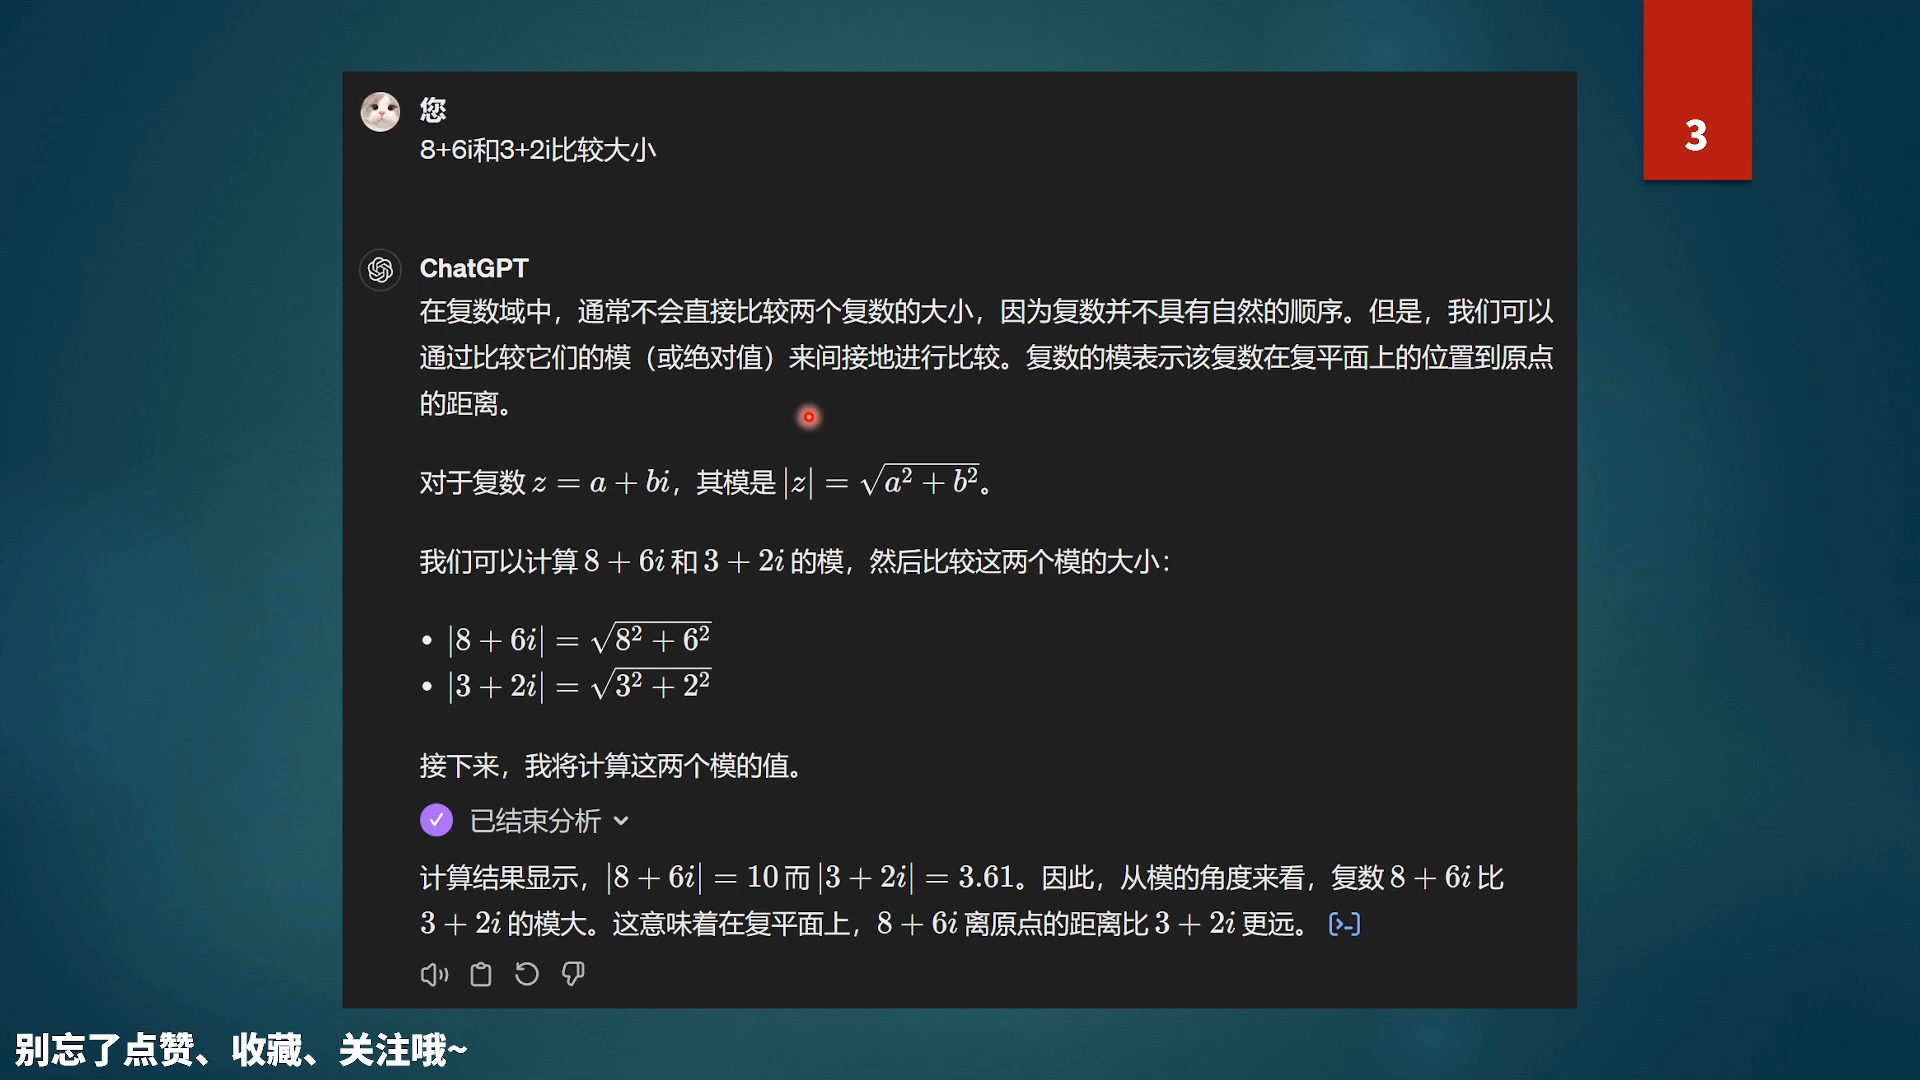 3
您
8+6i和3+2i比较大小
ChatGPT
在复数域中，通常不会直接比较两个复数的大小，因为复数并不具有自然的顺序。但是，我们可以
通过比较它们的模（或绝对值）来间接地进行比较。复数的模表示该复数在复平面上的位置到原点
的距离。
对于复数 z = a + bi，其模是 |z| = √(a² + b²)。
我们可以计算 8 + 6i 和 3 + 2i 的模，然后比较这两个模的大小：
• |8 + 6i| = √(8² + 6²)
• |3 + 2i| = √(3² + 2²)
接下来，我将计算这两个模的值。
已结束分析
计算结果显示，|8 + 6i| = 10 而 |3 + 2i| = 3.61。因此，从模的角度来看，复数 8 + 6i 比
3 + 2i 的模大。这意味着在复平面上，8 + 6i 离原点的距离比 3 + 2i 更远。 [>-]
别忘了点赞、收藏、关注哦~